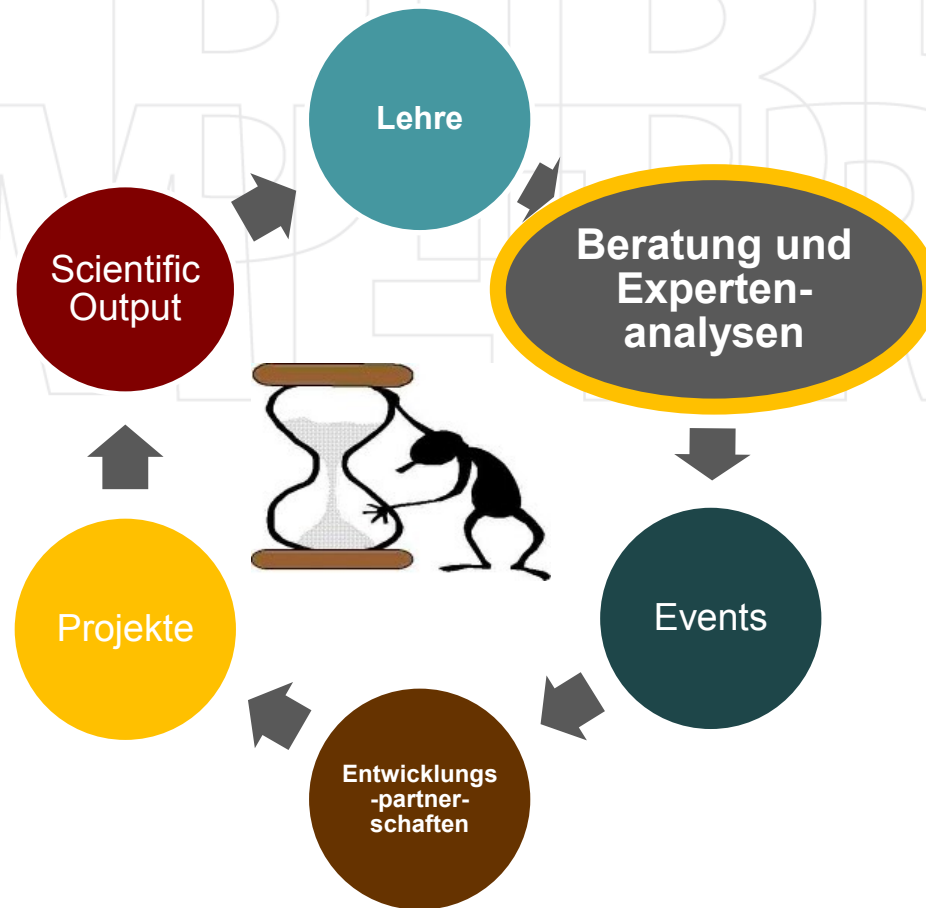 Lehre
Beratung und
Experten-
analysen
Events
Entwicklungs
-partner-
schaften
Projekte
Scientific
Output